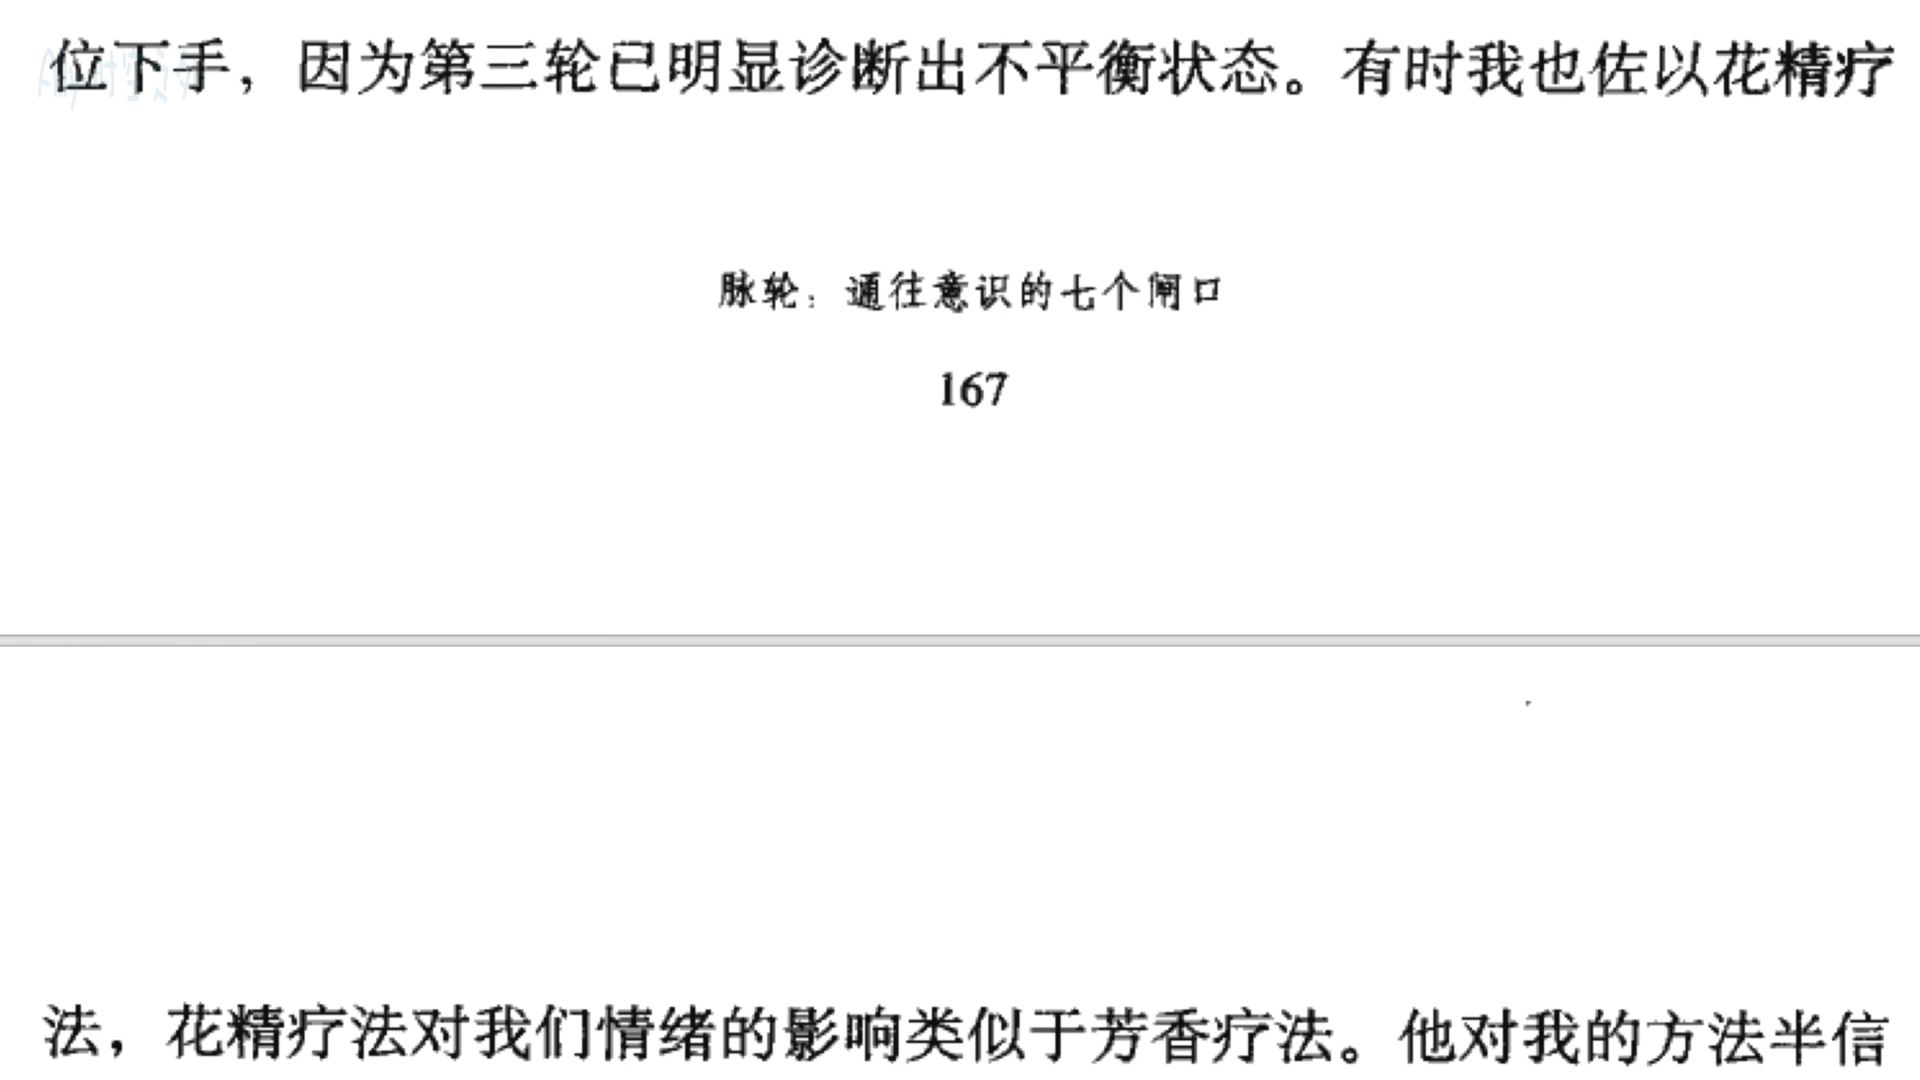 位下手，因为第三轮已明显诊断出不平衡状态。有时我也佐以花精疗
脉轮：通往意识的七个闸口
167
法，花精疗法对我们情绪的影响类似于芳香疗法。他对我的方法半信